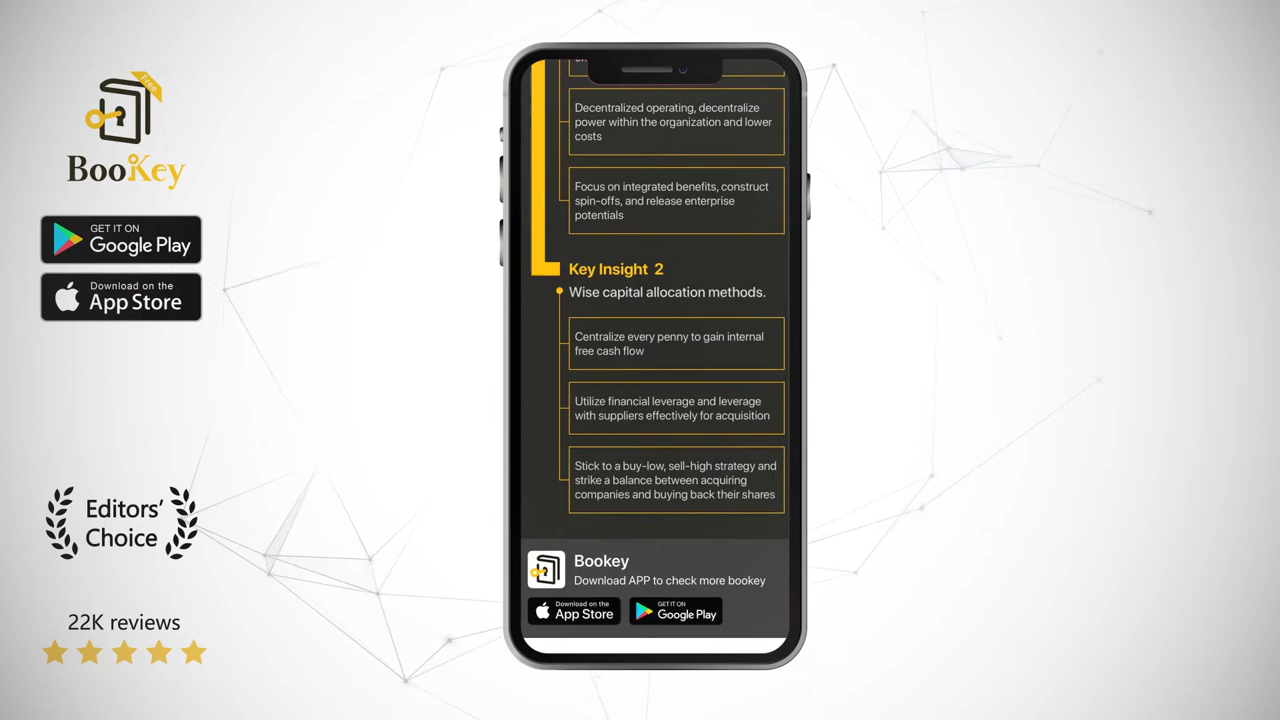 Free
BooKey
GET IT ON
Google Play
Download on the
App Store
Editors’
Choice
22K reviews
Decentralized operating, decentralize
power within the organization and lower
costs
Focus on integrated benefits, construct
spin-offs, and release enterprise
potentials
Key Insight 2
Wise capital allocation methods.
Centralize every penny to gain internal
free cash flow
Utilize financial leverage and leverage
with suppliers effectively for acquisition
Stick to a buy-low, sell-high strategy and
strike a balance between acquiring
companies and buying back their shares
Bookey
Download APP to check more bookey
Download on the
App Store
GET IT ON
Google Play